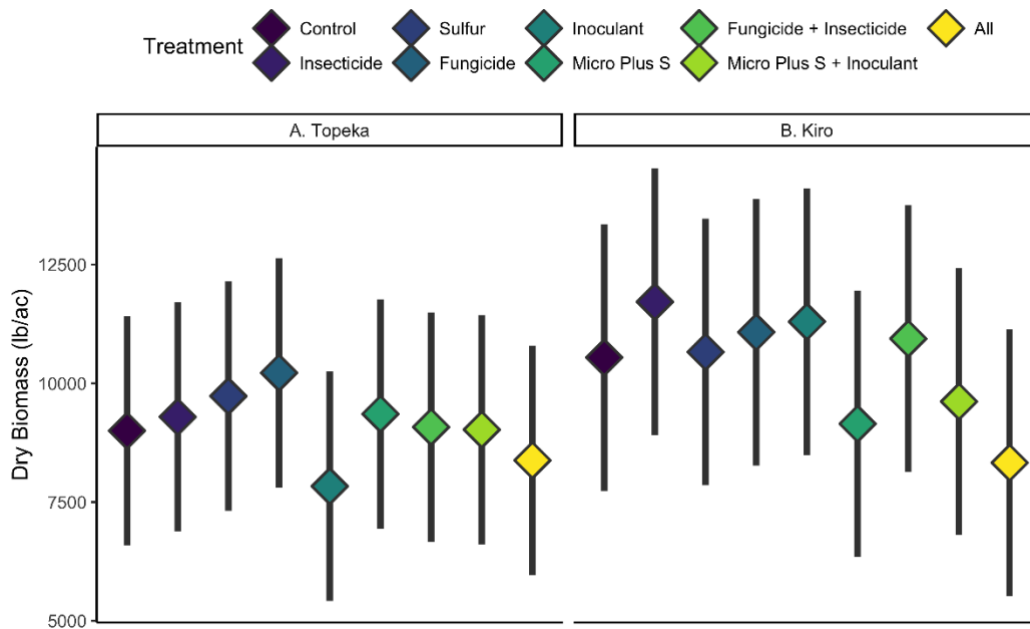 Treatment
Control
Sulfur
Inoculant
Fungicide + Insecticide
All
Insecticide
Fungicide
Micro Plus S
Micro Plus S + Inoculant
A. Topeka
B. Kiro
Dry Biomass (lb/ac)
12500
10000
7500
5000